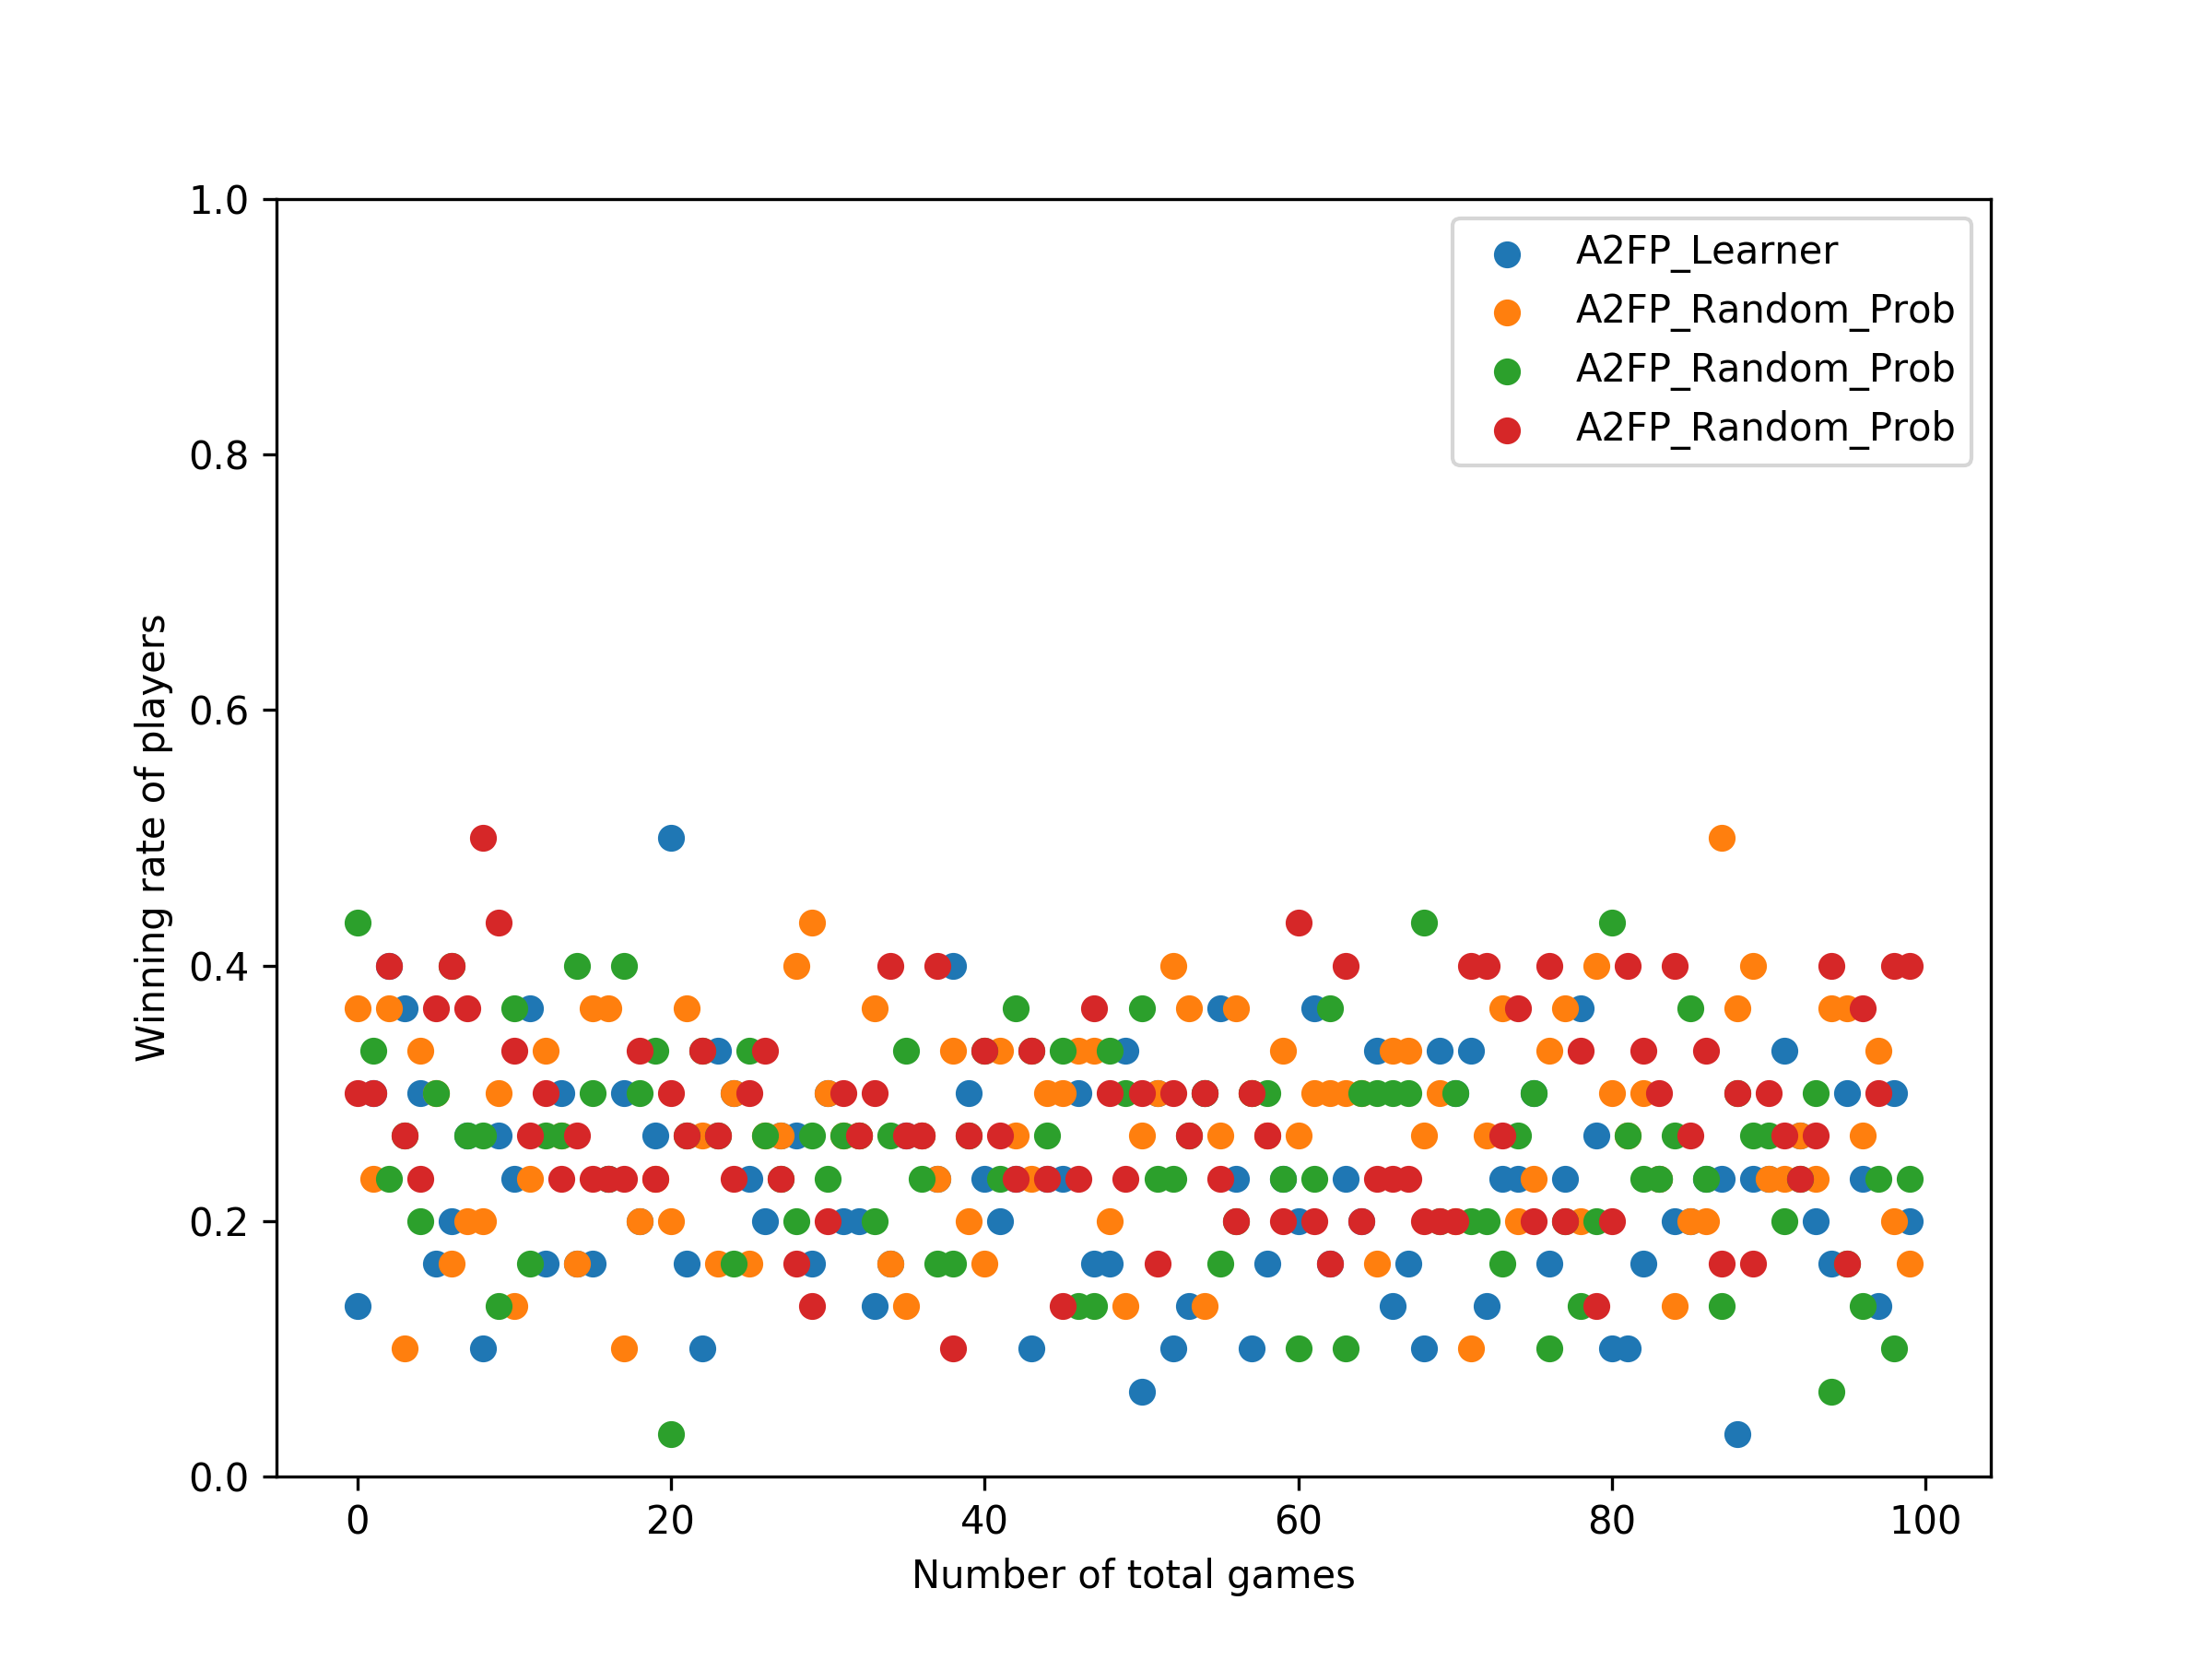 1.0
0.8
0.6
0.4
0.2
0.0
Winning rate of players
A2FP_Learner
A2FP_Random_Prob
A2FP_Random_Prob
A2FP_Random_Prob
0 20 40 60 80 100
Number of total games